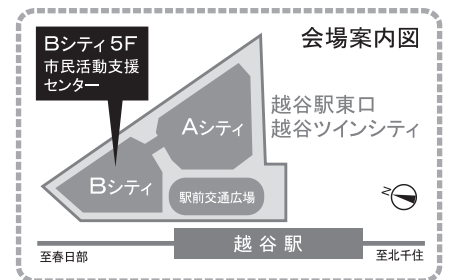 会場案内図
Bシティ5F
市民活動支援
センター
Aシティ
越谷駅東口
越谷ツインシティ
Bシティ
駅前交通広場
N
至春日部
越谷駅
至北千住